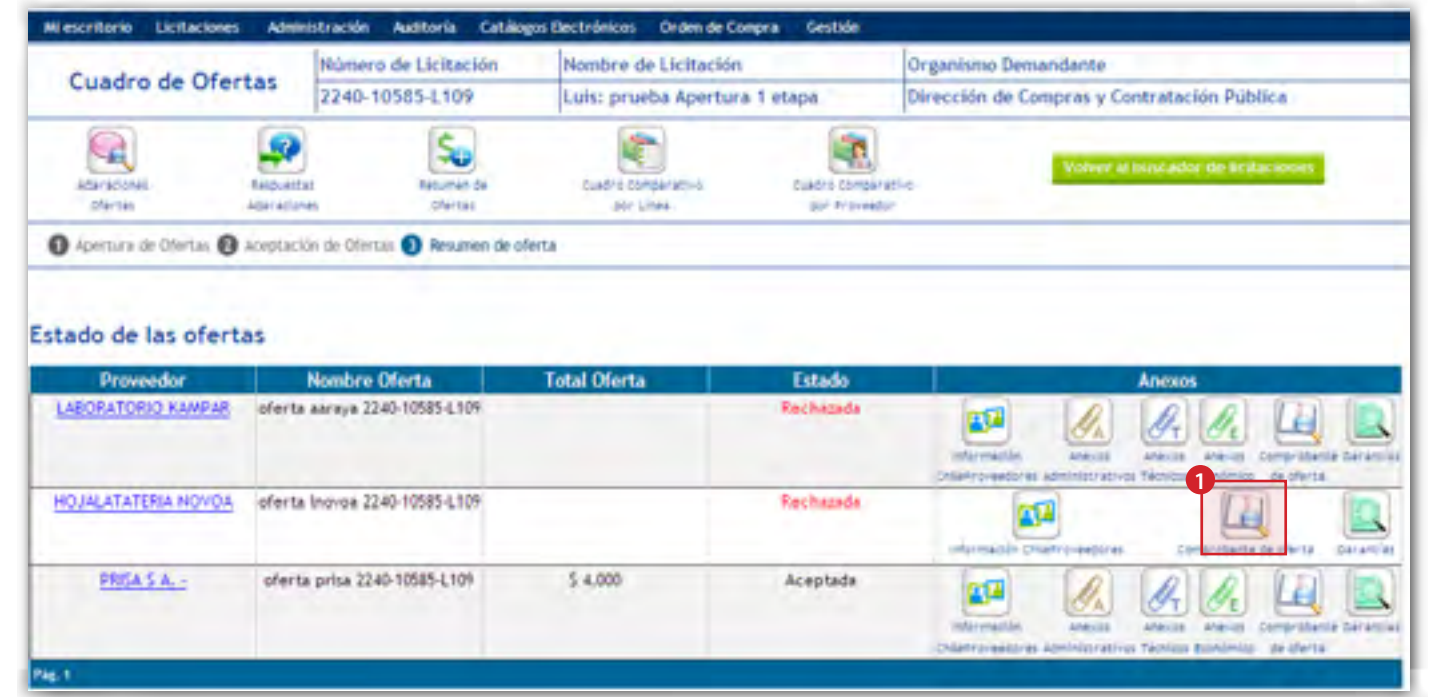 Mi escritorio Licitaciones Administración Auditoría Catálogos Electrónicos Orden de Compra Gestión
Cuadro de Ofertas
Número de Licitación Nombre de Licitación Organismo Demandante
2240-10585-L109 Luis: prueba Apertura 1 etapa Dirección de Compras y Contratación Pública
Volver al buscador de licitaciones
Aclaraciones Respuestas Resumen de Cuadro Comparativo Cuadro Comparativo
Ofertas Aclaraciones Ofertas por Línea por Proveedor
1 Apertura de Ofertas 2 Aceptación de Ofertas 3 Resumen de oferta
Estado de las ofertas
Proveedor Nombre Oferta Total Oferta Estado Anexos
LABORATORIO KAMPAR oferta aaraya 2240-10585-L109 Rechazada
Información Anexos Anexos Anexos Comprobante Garantías
ChileProveedores Administrativos Técnicos Económico de oferta
1
HOJALATATERIA NOVOA oferta lnovoa 2240-10585-L109 Rechazada
Información ChileProveedores Comprobante de oferta Garantías
PRISA S A. - oferta prisa 2240-10585-L109 $ 4.000 Aceptada
Información Anexos Anexos Anexos Comprobante Garantías
ChileProveedores Administrativos Técnicos Económico de oferta
Pág. 1